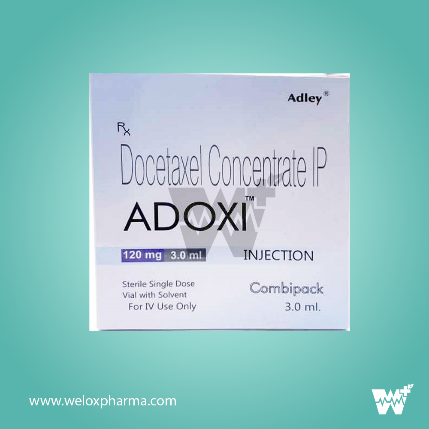 Adley®
Rx
Docetaxel Concentrate IP
ADOXI™
120 mg 3.0 ml
INJECTION
Sterile Single Dose
Vial with Solvent
For IV Use Only
Combipack
3.0 ml.
W
www.weloxpharma.com
W